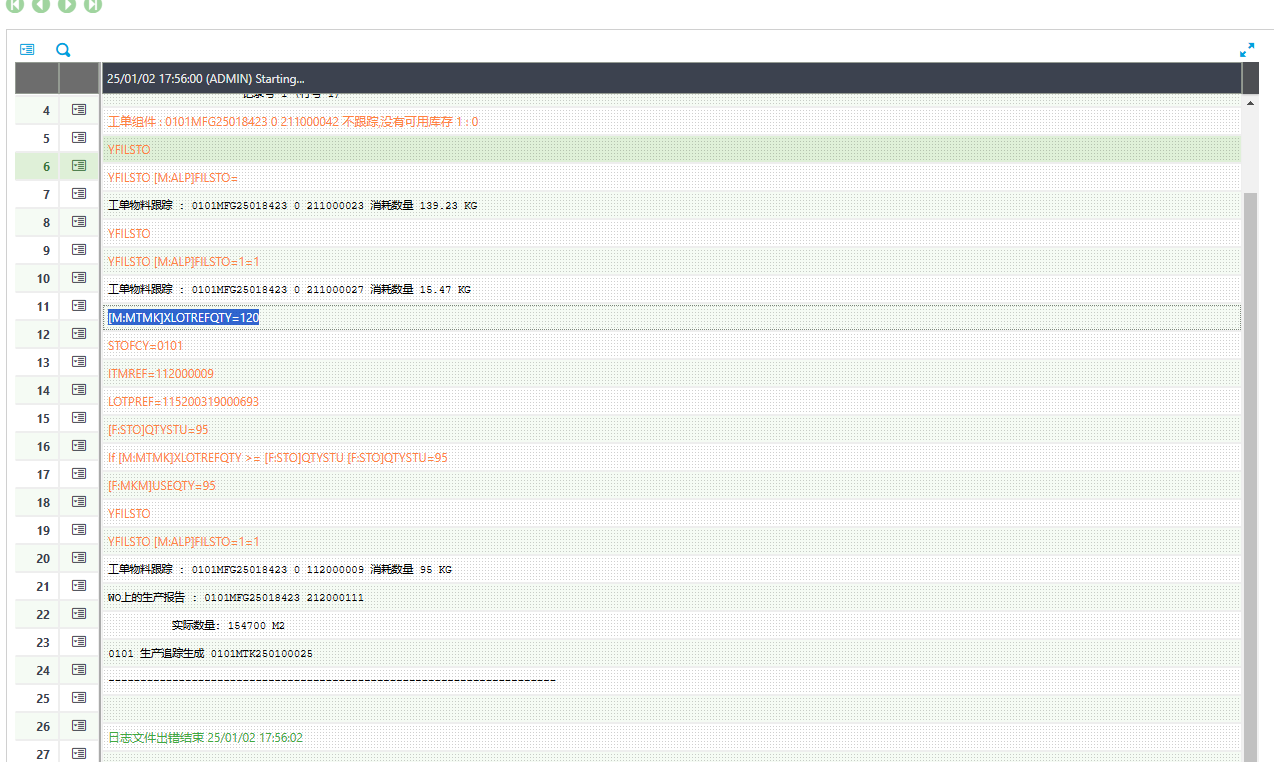 25/01/02 17:56:00 (ADMIN) Starting...
4
工单组件 : 0101MFG25018423 0 211000042 不跟踪,没有可用库存 1 : 0
5
YFILSTO
6
YFILSTO [M:ALP]FILSTO=
7
工单物料跟踪 : 0101MFG25018423 0 211000023 消耗数量 139.23 KG
8
YFILSTO
9
YFILSTO [M:ALP]FILSTO=1=1
10
工单物料跟踪 : 0101MFG25018423 0 211000027 消耗数量 15.47 KG
11
[M:MTMK]XLOTREFQTY=120
12
STOFCY=0101
13
ITMREF=112000009
14
LOTPREF=115200319000693
15
[F:STO]QTYSTU=95
16
If [M:MTMK]XLOTREFQTY >= [F:STO]QTYSTU [F:STO]QTYSTU=95
17
[F:MKM]USEQTY=95
18
YFILSTO
19
YFILSTO [M:ALP]FILSTO=1=1
20
工单物料跟踪 : 0101MFG25018423 0 112000009 消耗数量 95 KG
21
WO上的生产报告 : 0101MFG25018423 212000111
22
实际数量: 154700 M2
23
0101 生产追踪生成 0101MTK250100025
24
----------------------------------------------------------------------
25
26
日志文件出错结束 25/01/02 17:56:02
27